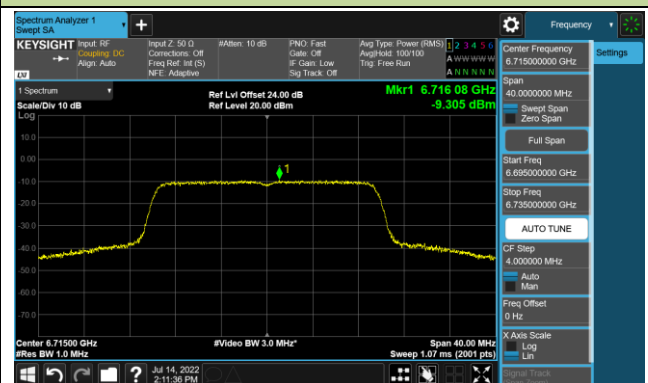 Spectrum Analyzer 1
Swept SA
Frequency
KEYSIGHT
Input: RF
Coupling: DC
Align: Auto
Input Z: 50 Ω
Corrections: Off
Freq Ref: Int (S)
NFE: Adaptive
#Atten: 10 dB
PNO: Fast
Gate: Off
IF Gain: Low
Sig Track: Off
Avg Type: Power (RMS)
Avg|Hold: 100/100
Trig: Free Run
1 2 3 4 5 6
A W W W W W
A N N N N N
LXI
1 Spectrum
Scale/Div 10 dB
Log
Ref Lvl Offset 24.00 dB
Ref Level 20.00 dBm
Mkr1 6.716 08 GHz
-9.305 dBm
10.0
0.00
-10.0
-20.0
-30.0
-40.0
-50.0
-60.0
-70.0
1
Center 6.71500 GHz
#Res BW 1.0 MHz
#Video BW 3.0 MHz*
Span 40.00 MHz
Sweep 1.07 ms (2001 pts)
Jul 14, 2022
2:11:36 PM
Center Frequency
6.715000000 GHz
Settings
Span
40.0000000 MHz
Swept Span
Zero Span
Full Span
Start Freq
6.695000000 GHz
Stop Freq
6.735000000 GHz
AUTO TUNE
CF Step
4.000000 MHz
Auto
Man
Freq Offset
0 Hz
X Axis Scale
Log
Lin
Signal Track